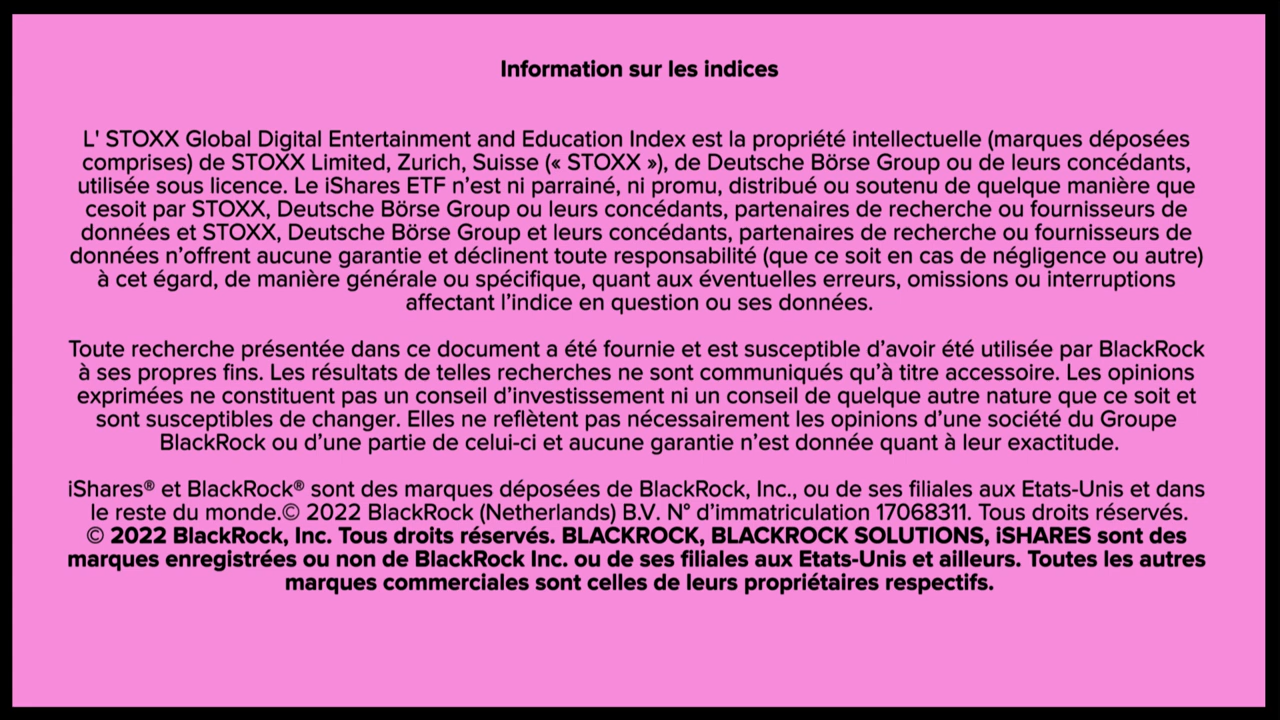 Information sur les indices
L' STOXX Global Digital Entertainment and Education Index est la propriété intellectuelle (marques déposées
comprises) de STOXX Limited, Zurich, Suisse (« STOXX »), de Deutsche Börse Group ou de leurs concédants,
utilisée sous licence. Le iShares ETF n’est ni parrainé, ni promu, distribué ou soutenu de quelque manière que
cesoit par STOXX, Deutsche Börse Group ou leurs concédants, partenaires de recherche ou fournisseurs de
données et STOXX, Deutsche Börse Group et leurs concédants, partenaires de recherche ou fournisseurs de
données n’offrent aucune garantie et déclinent toute responsabilité (que ce soit en cas de négligence ou autre)
à cet égard, de manière générale ou spécifique, quant aux éventuelles erreurs, omissions ou interruptions
affectant l’indice en question ou ses données.
Toute recherche présentée dans ce document a été fournie et est susceptible d’avoir été utilisée par BlackRock
à ses propres fins. Les résultats de telles recherches ne sont communiqués qu’à titre accessoire. Les opinions
exprimées ne constituent pas un conseil d’investissement ni un conseil de quelque autre nature que ce soit et
sont susceptibles de changer. Elles ne reflètent pas nécessairement les opinions d’une société du Groupe
BlackRock ou d’une partie de celui-ci et aucune garantie n’est donnée quant à leur exactitude.
iShares® et BlackRock® sont des marques déposées de BlackRock, Inc., ou de ses filiales aux Etats-Unis et dans
le reste du monde.© 2022 BlackRock (Netherlands) B.V. N° d’immatriculation 17068311. Tous droits réservés.
© 2022 BlackRock, Inc. Tous droits réservés. BLACKROCK, BLACKROCK SOLUTIONS, iSHARES sont des
marques enregistrées ou non de BlackRock Inc. ou de ses filiales aux Etats-Unis et ailleurs. Toutes les autres
marques commerciales sont celles de leurs propriétaires respectifs.